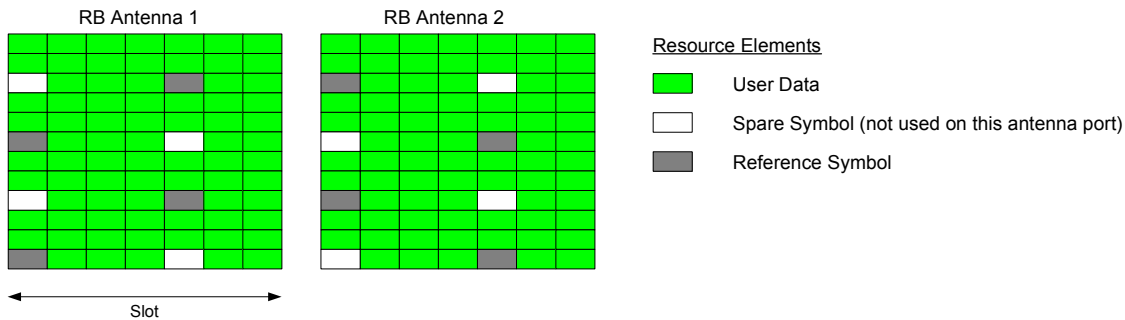 RB Antenna 1
RB Antenna 2
Slot
Resource Elements
User Data
Spare Symbol (not used on this antenna port)
Reference Symbol